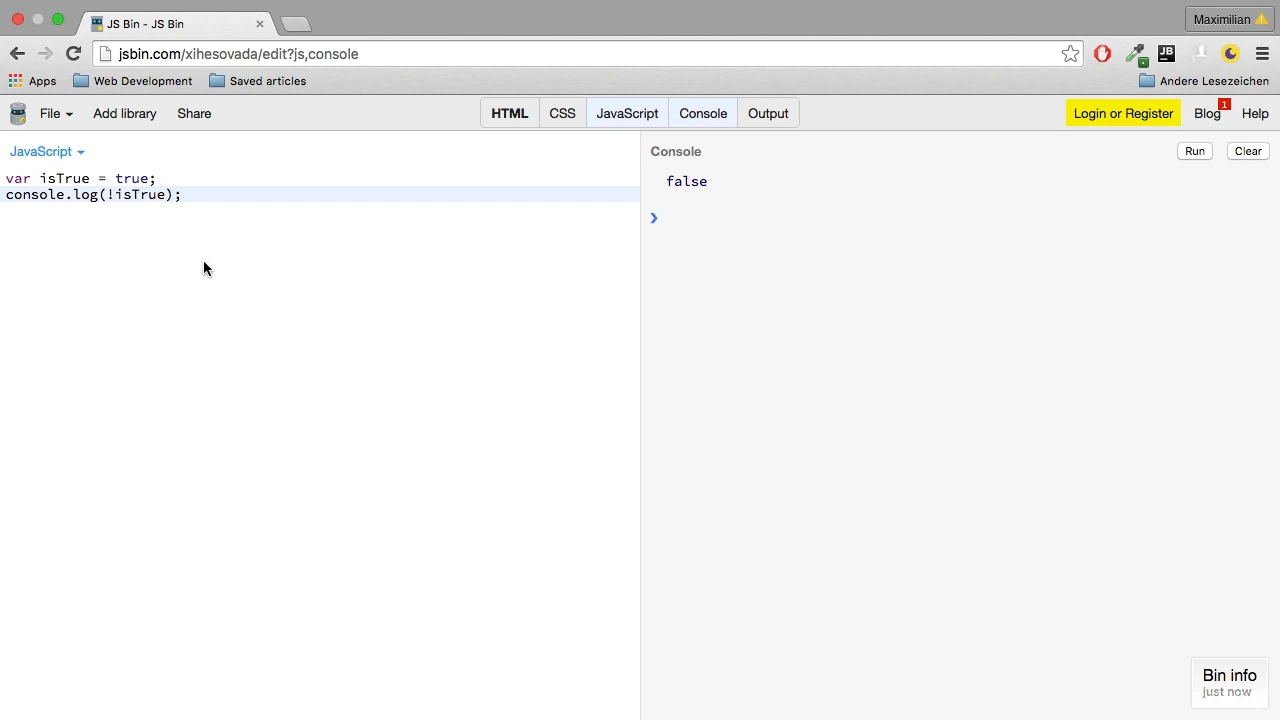 JS Bin - JS Bin
Maximilian
jsbin.com/xihesovada/edit?js,console
JB
Apps
Web Development
Saved articles
Andere Lesezeichen
File
Add library
Share
HTML
CSS
JavaScript
Console
Output
Login or Register
Blog
1
Help
JavaScript
var isTrue = true;
console.log(!isTrue);
Console
Run
Clear
false
Bin info
just now